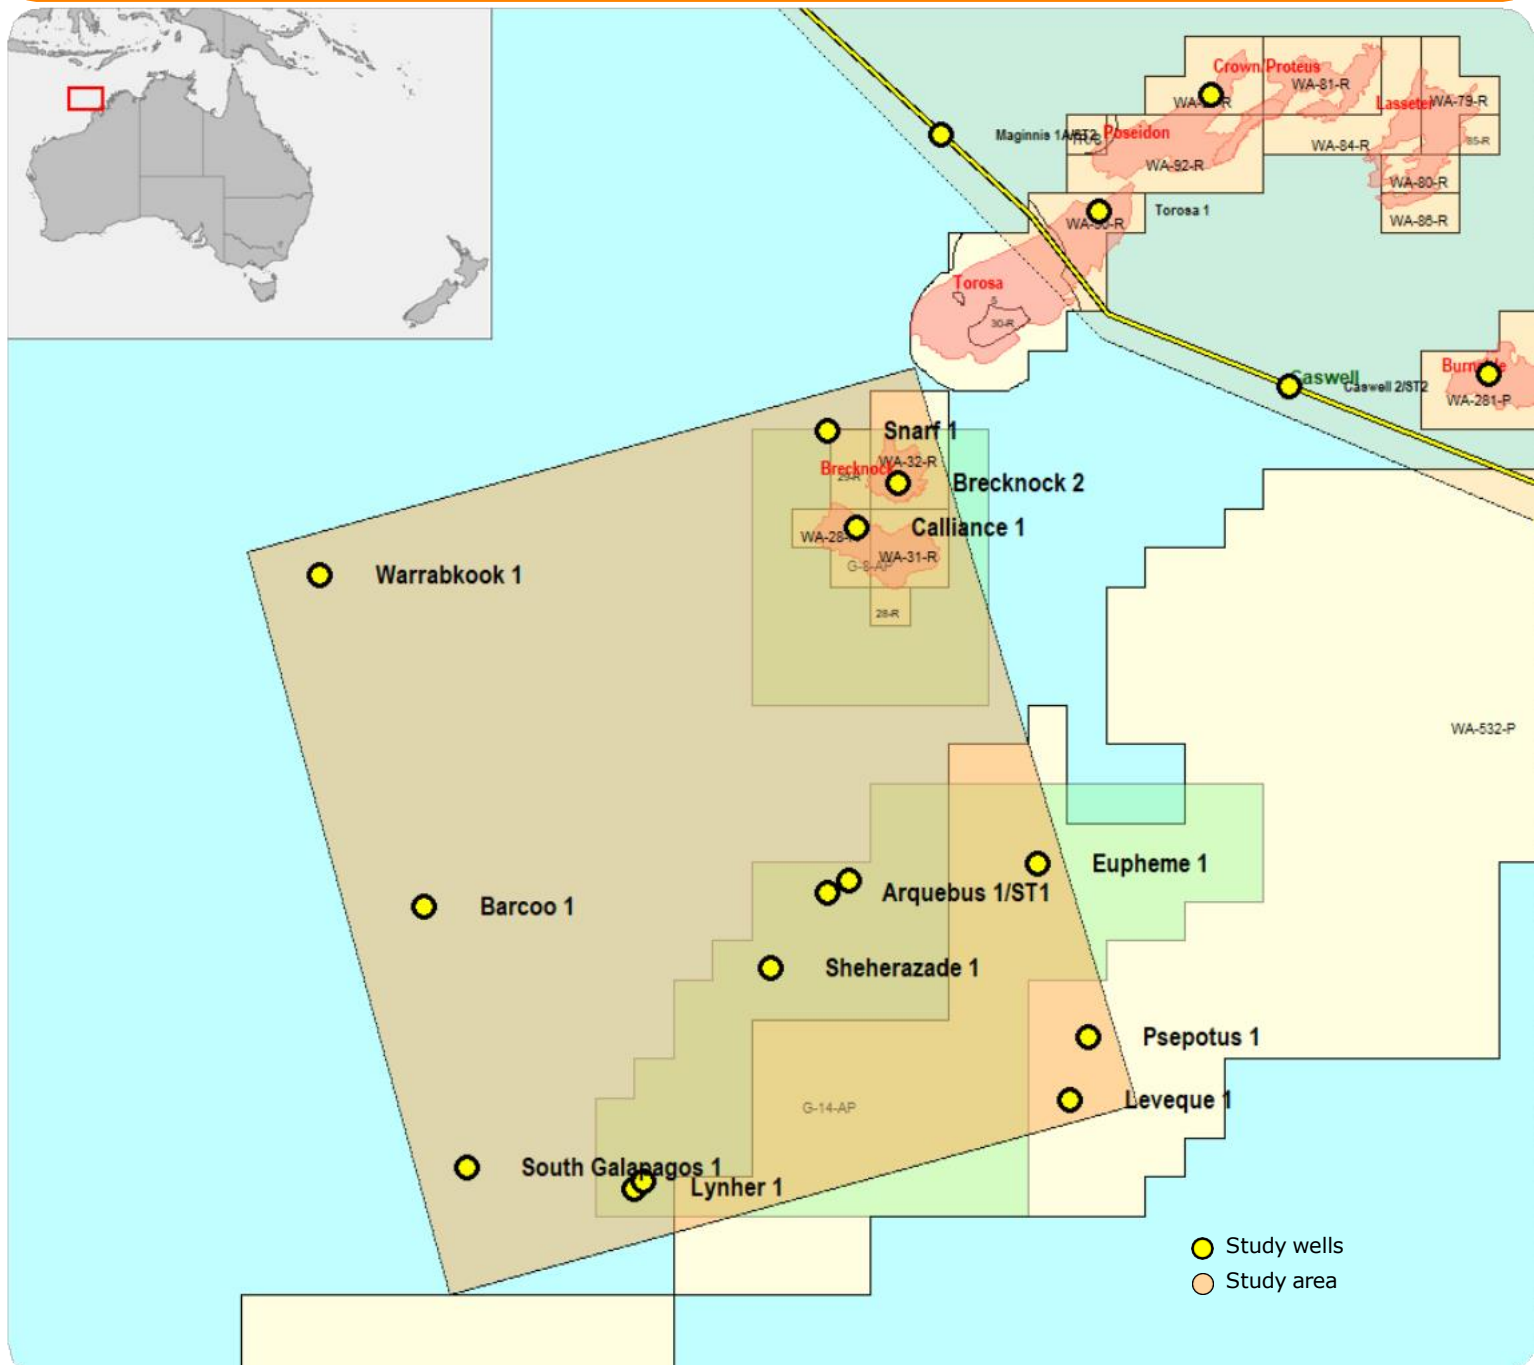 Crown/Proteus
WA-81-R
Lasseter
WA-79-R
Maginnis 1A/ST2
Poseidon
WA-84-R
85-R
WA-92-R
WA-80-R
Torosa 1
WA-86-R
Torosa
S
30-R
Caswell
Caswell 2/ST2
WA-281-P
Snarf 1
WA-32-R
Brecknock
29-R
Brecknock 2
Calliance 1
WA-31-R
G-8-AP
Warrabkook 1
28-R
WA-532-P
Eupheme 1
Arquebus 1/ST1
Barcoo 1
Sheherazade 1
Psepotus 1
Leveque 1
G-14-AP
South Galapagos 1
Lynher 1
Study wells
Study area